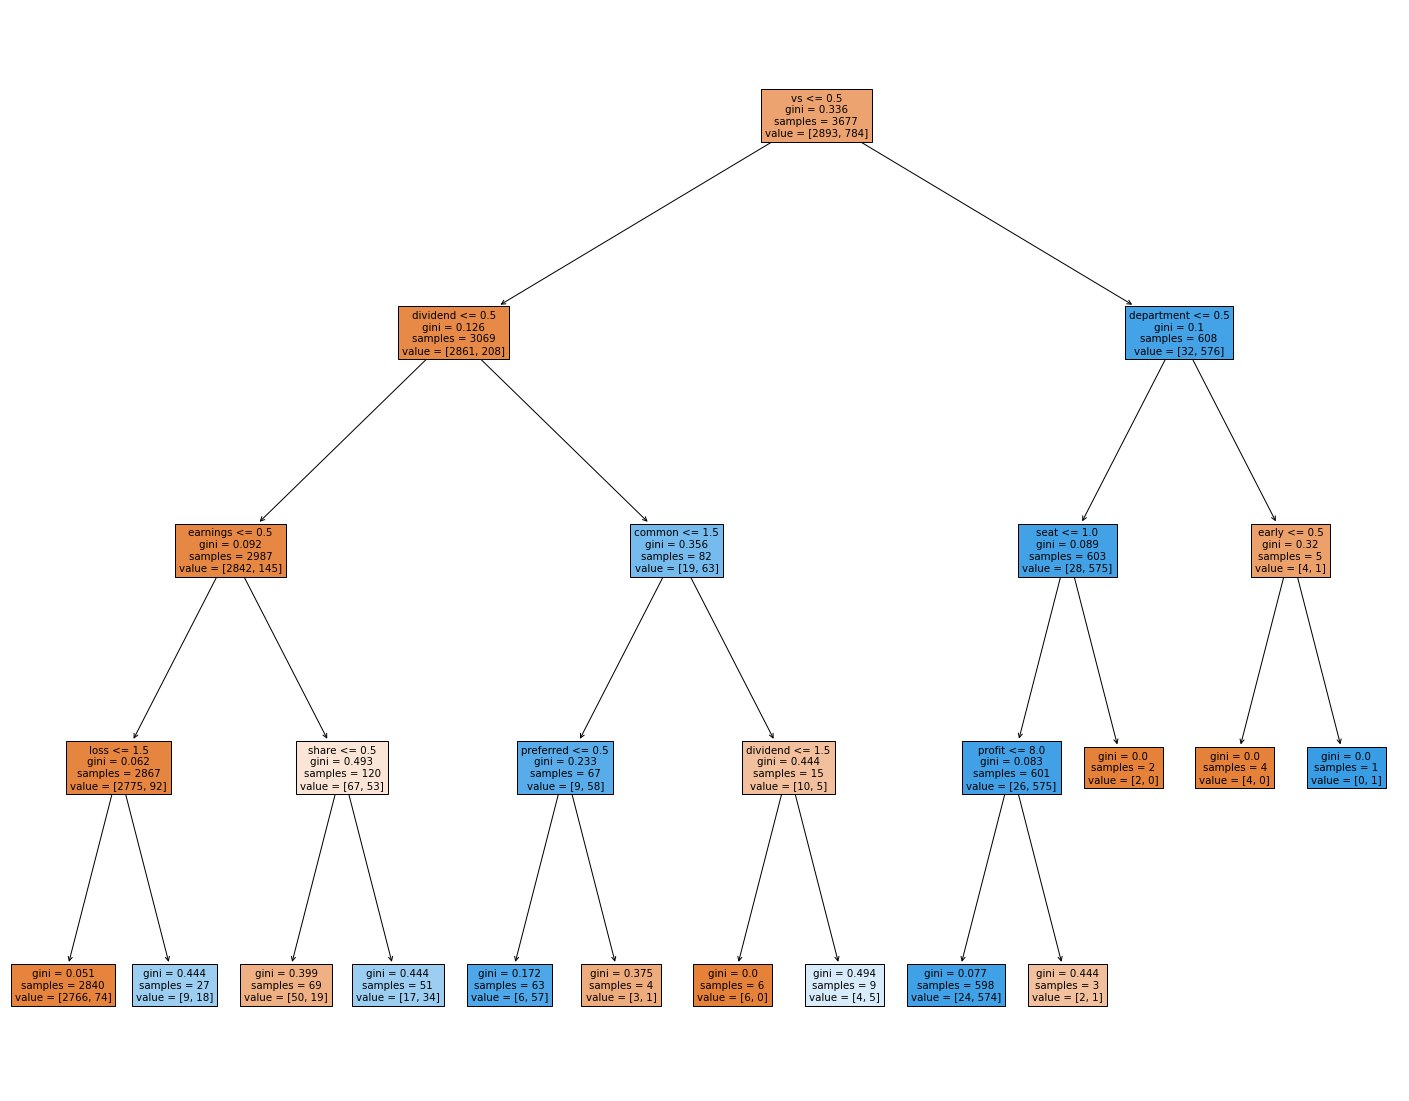 vs <= 0.5
gini = 0.336
samples = 3677
value = [2893, 784]
dividend <= 0.5
gini = 0.126
samples = 3069
value = [2861, 208]
department <= 0.5
gini = 0.1
samples = 608
value = [32, 576]
earnings <= 0.5
gini = 0.092
samples = 2987
value = [2842, 145]
common <= 1.5
gini = 0.356
samples = 82
value = [19, 63]
seat <= 1.0
gini = 0.089
samples = 603
value = [28, 575]
early <= 0.5
gini = 0.32
samples = 5
value = [4, 1]
loss <= 1.5
gini = 0.062
samples = 2867
value = [2775, 92]
share <= 0.5
gini = 0.493
samples = 120
value = [67, 53]
preferred <= 0.5
gini = 0.233
samples = 67
value = [9, 58]
dividend <= 1.5
gini = 0.444
samples = 15
value = [10, 5]
profit <= 8.0
gini = 0.083
samples = 601
value = [26, 575]
gini = 0.0
samples = 2
value = [2, 0]
gini = 0.0
samples = 4
value = [4, 0]
gini = 0.0
samples = 1
value = [0, 1]
gini = 0.051
samples = 2840
value = [2766, 74]
gini = 0.444
samples = 27
value = [9, 18]
gini = 0.399
samples = 69
value = [50, 19]
gini = 0.444
samples = 51
value = [17, 34]
gini = 0.172
samples = 63
value = [6, 57]
gini = 0.375
samples = 4
value = [3, 1]
gini = 0.0
samples = 6
value = [6, 0]
gini = 0.494
samples = 9
value = [4, 5]
gini = 0.077
samples = 598
value = [24, 574]
gini = 0.444
samples = 3
value = [2, 1]